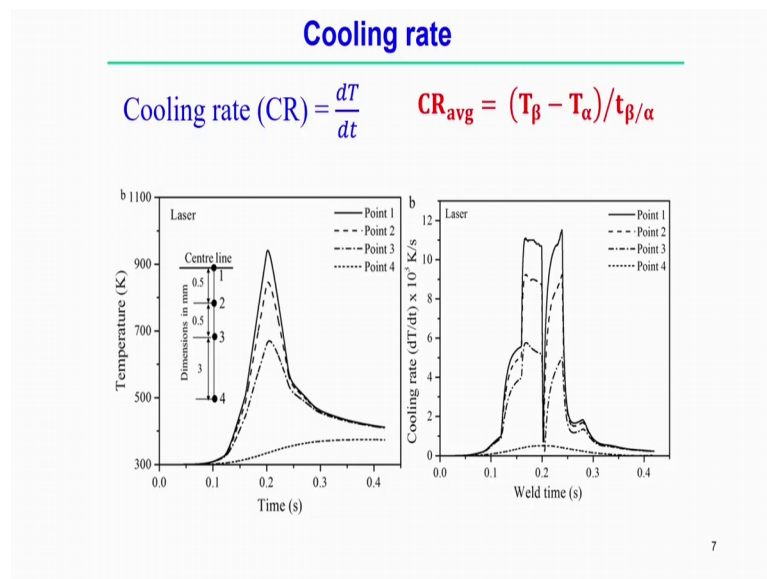 Cooling rate
Cooling rate (CR) = dT/dt
CRavg = (Tβ − Tα)/tβ/α
b
1100
900
700
500
300
Temperature (K)
Laser
Point 1
Point 2
Point 3
Point 4
Centre line
Dimensions in mm
0.5
0.5
3
1
2
3
4
0.0 0.1 0.2 0.3 0.4
Time (s)
b
12
10
8
6
4
2
0
Cooling rate (dT/dt) x 10³ K/s
Laser
Point 1
Point 2
Point 3
Point 4
0.0 0.1 0.2 0.3 0.4
Weld time (s)
7